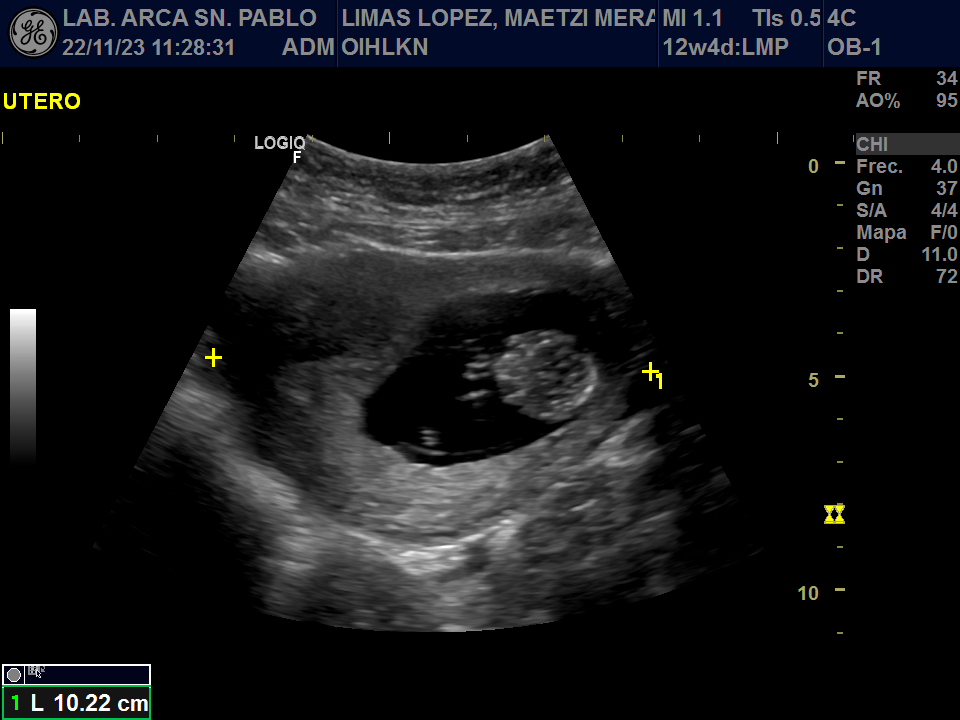 LAB. ARCA SN. PABLO
22/11/23 11:28:31 ADM
LIMAS LOPEZ, MAETZI MERA
OIHLKN
MI 1.1 TIs 0.5
12w4d:LMP
4C
OB-1
UTERO
LOGIQ
F
FR 34
AO% 95
CHI
Frec. 4.0
Gn 37
S/A 4/4
Mapa F/0
D 11.0
DR 72
0
5
10
1
1 L 10.22 cm